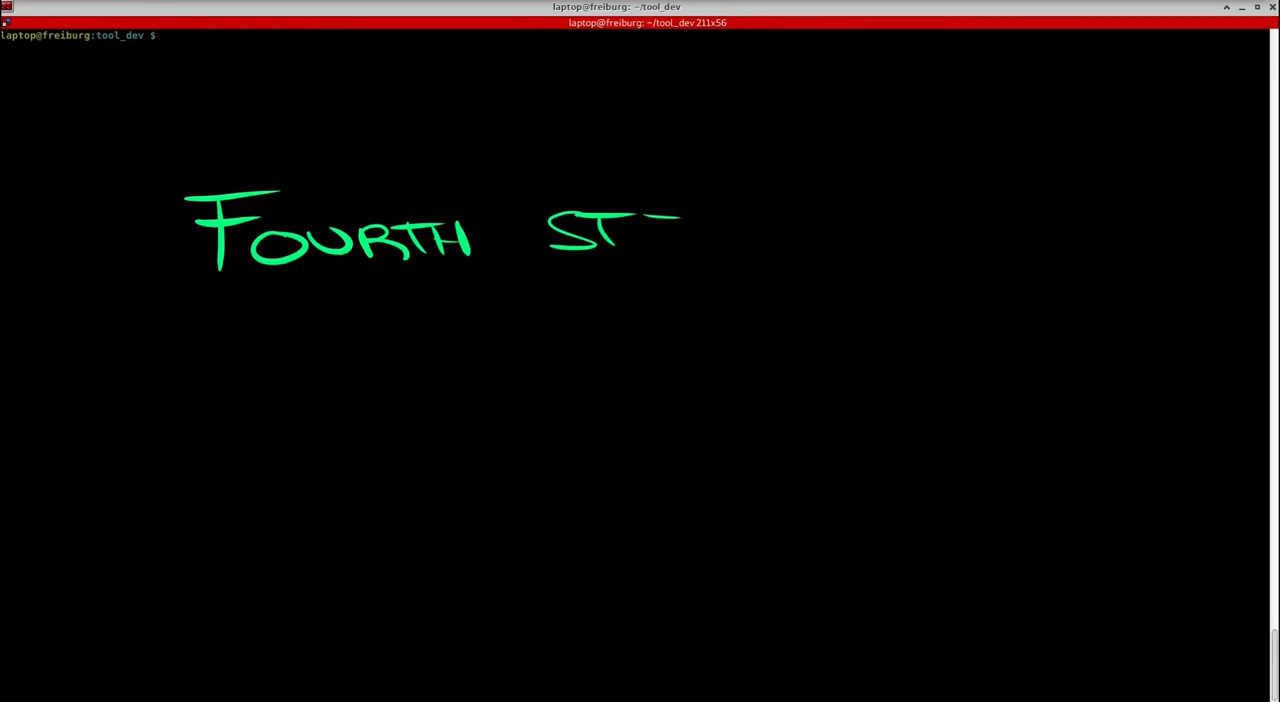 laptop@freiburg: ~/tool_dev
laptop@freiburg: ~/tool_dev 211x56
laptop@freiburg:tool_dev $
FOURTH ST